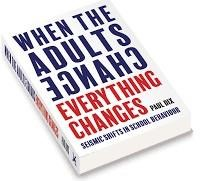 WHEN THE
ADULTS
CHANGE
EVERYTHING
CHANGES
PAUL DIX
SEISMIC SHIFTS IN SCHOOL BEHAVIOUR